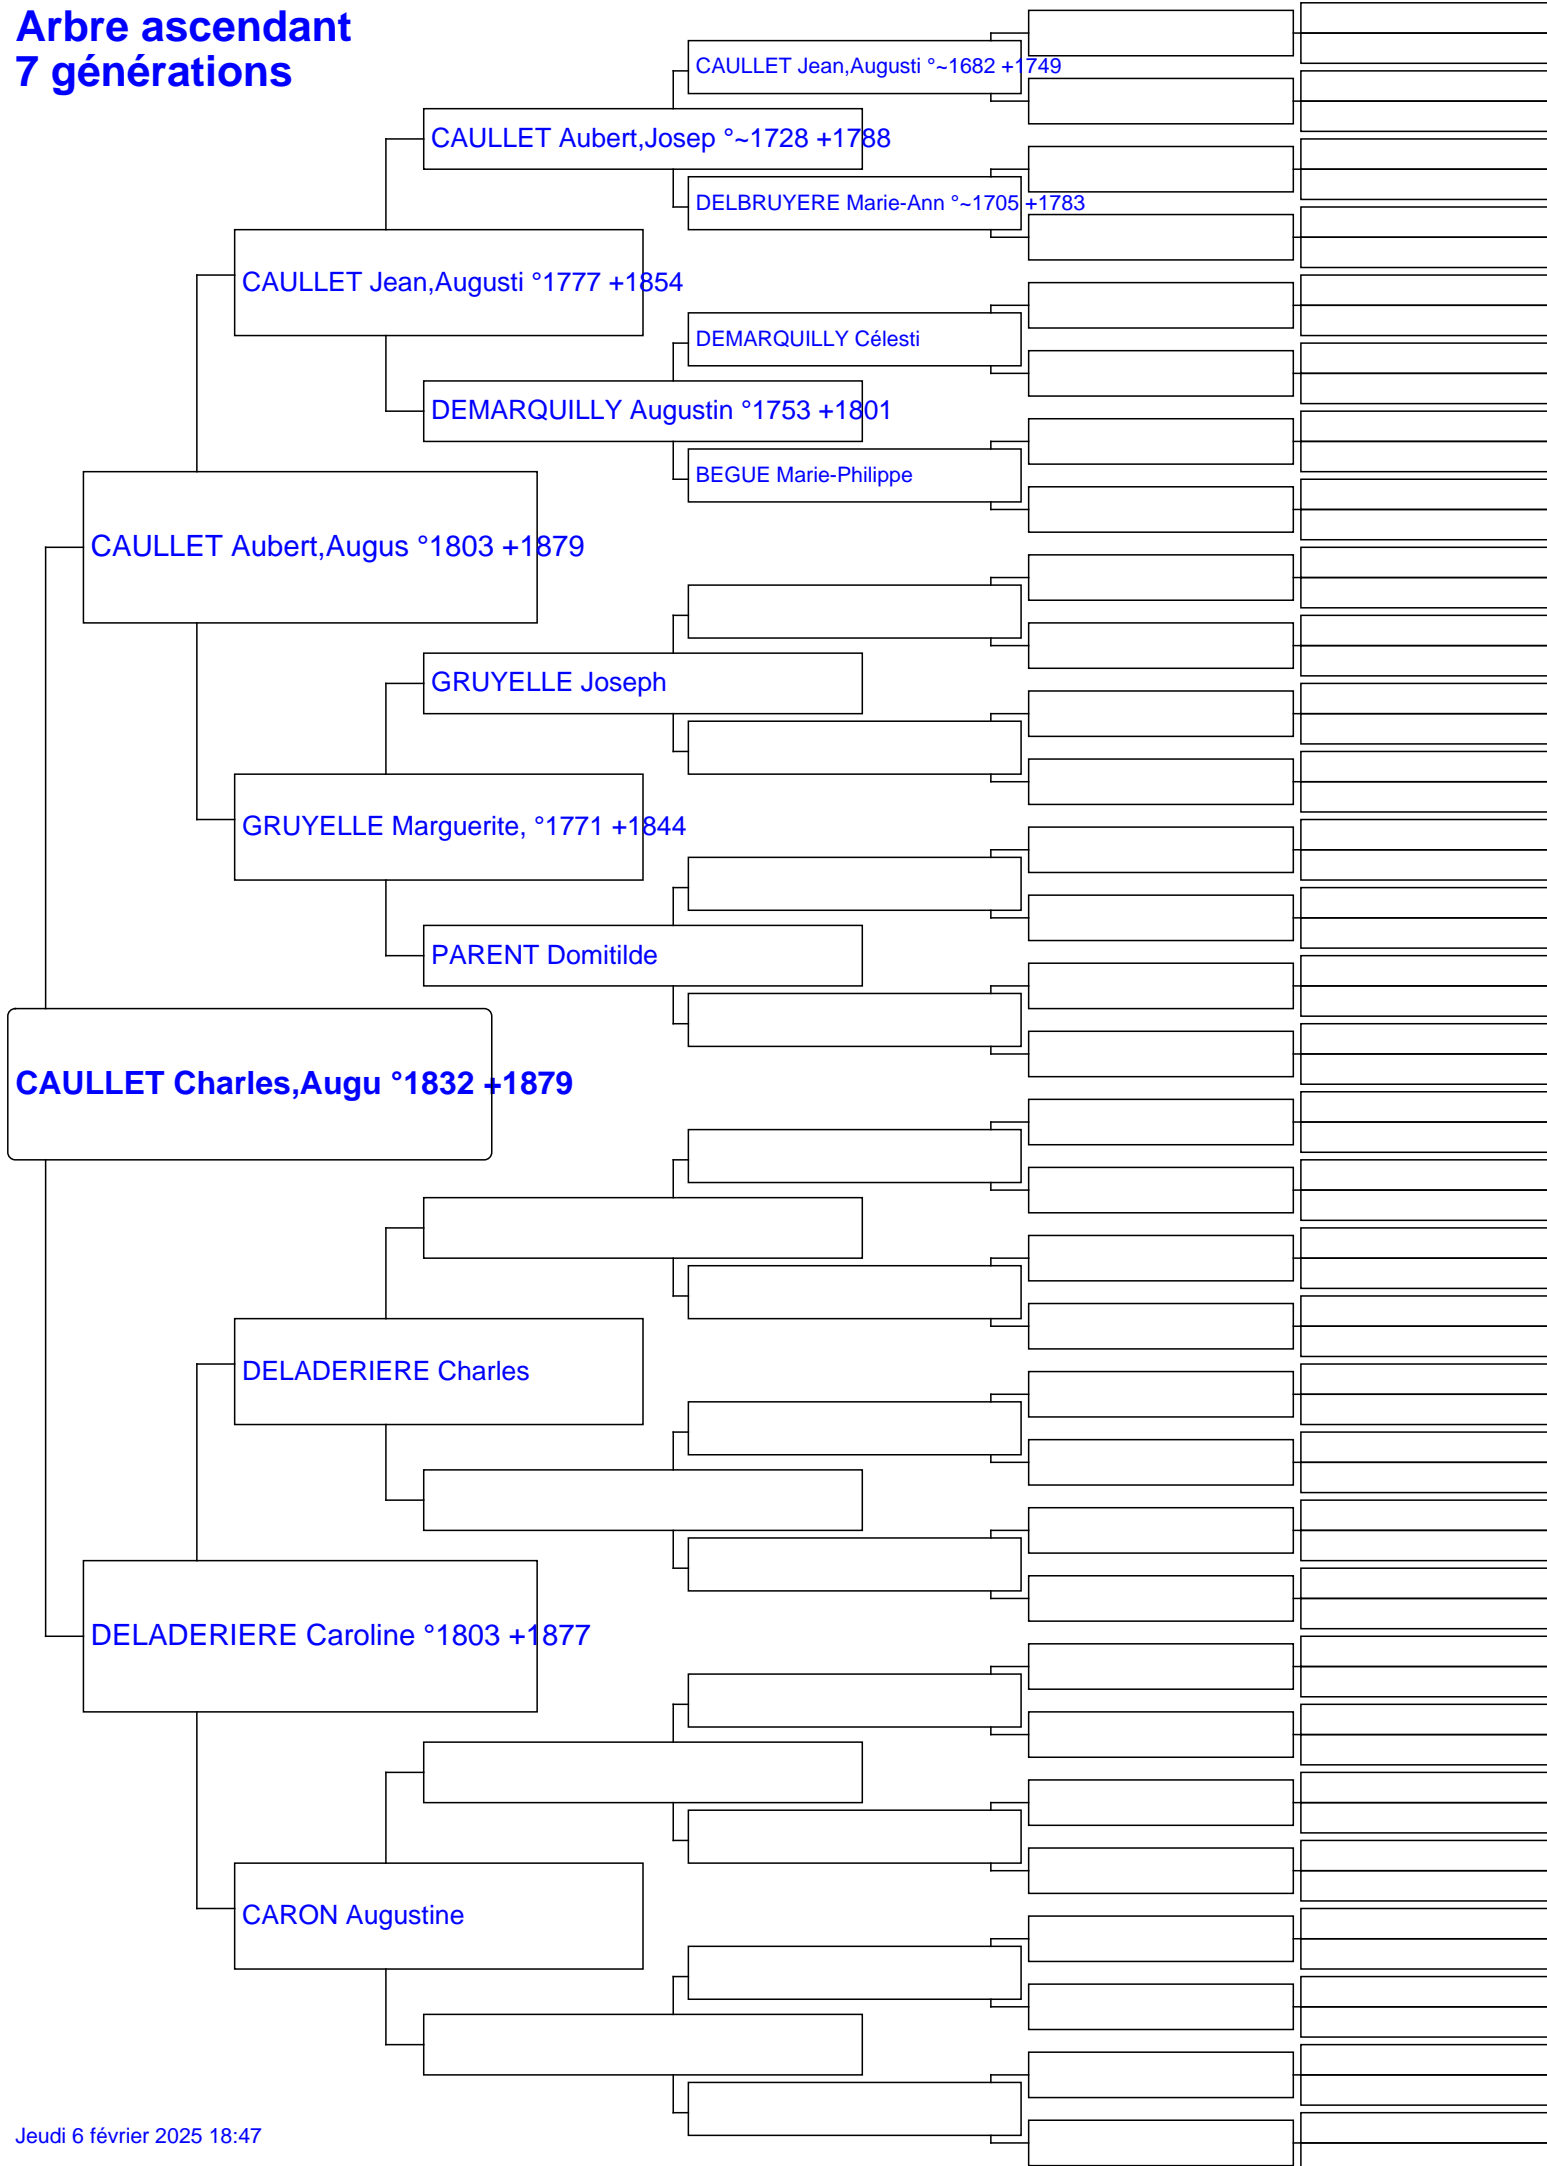 Arbre ascendant
7 générations
CAULLET Jean,Augusti °~1682 +1749
CAULLET Aubert,Josep °~1728 +1788
DELBRUYERE Marie-Ann °~1705 +1783
CAULLET Jean,Augusti °1777 +1854
DEMARQUILLY Célesti
DEMARQUILLY Augustin °1753 +1801
BEGUE Marie-Philippe
CAULLET Aubert,Augus °1803 +1879
GRUYELLE Joseph
GRUYELLE Marguerite, °1771 +1844
PARENT Domitilde
CAULLET Charles,Augu °1832 +1879
DELADERIERE Charles
DELADERIERE Caroline °1803 +1877
CARON Augustine
Jeudi 6 février 2025 18:47